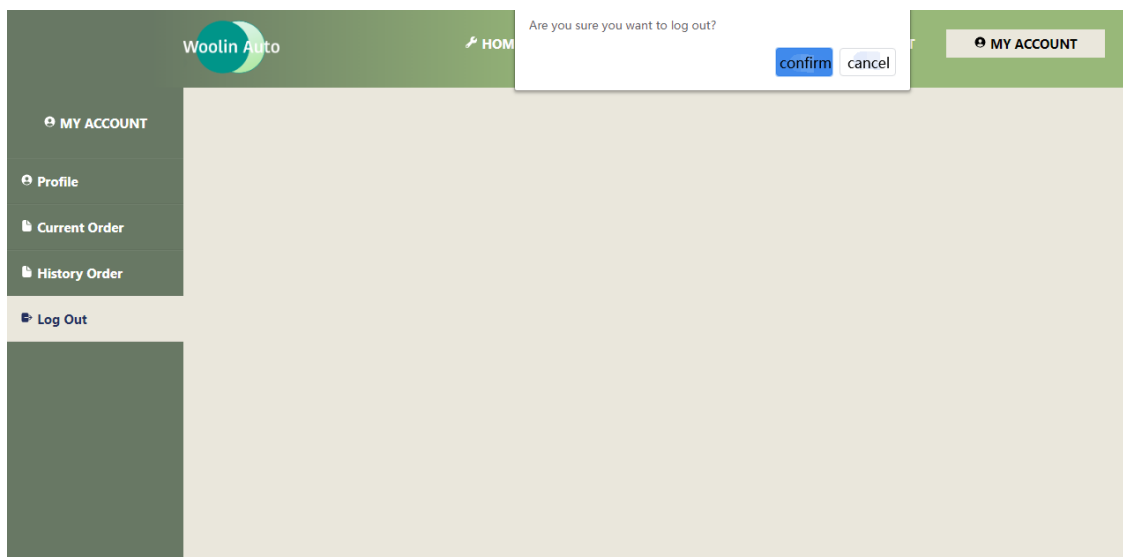 Woolin Auto
HOM
Are you sure you want to log out?
confirm cancel
MY ACCOUNT
MY ACCOUNT
Profile
Current Order
History Order
Log Out